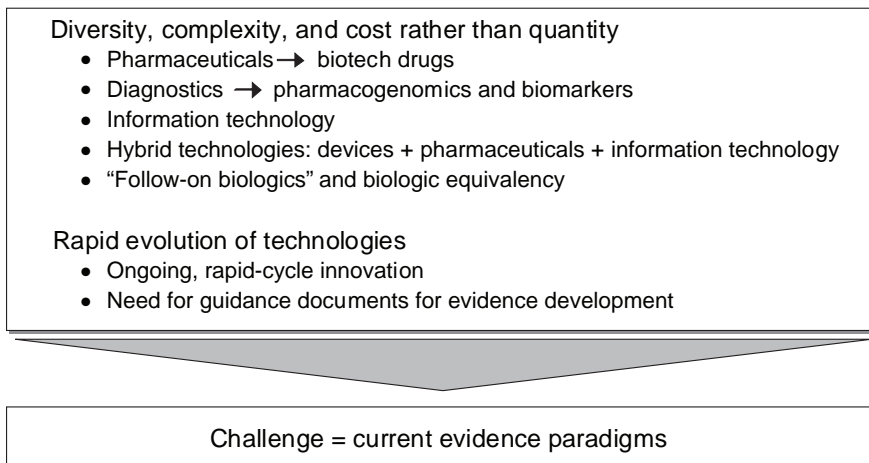 Diversity, complexity, and cost rather than quantity
• Pharmaceuticals → biotech drugs
• Diagnostics → pharmacogenomics and biomarkers
• Information technology
• Hybrid technologies: devices + pharmaceuticals + information technology
• “Follow-on biologics” and biologic equivalency
Rapid evolution of technologies
• Ongoing, rapid-cycle innovation
• Need for guidance documents for evidence development
Challenge = current evidence paradigms